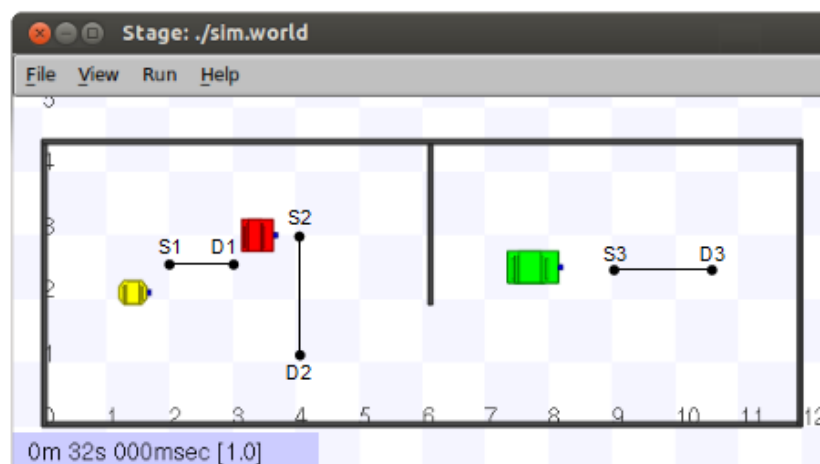 Stage: ./sim.world
File View Run Help
5
4
3
S2
S1 D1
S3 D3
2
1
D2
0 1 2 3 4 5 6 7 8 9 10 11 12
0m 32s 000msec [1.0]